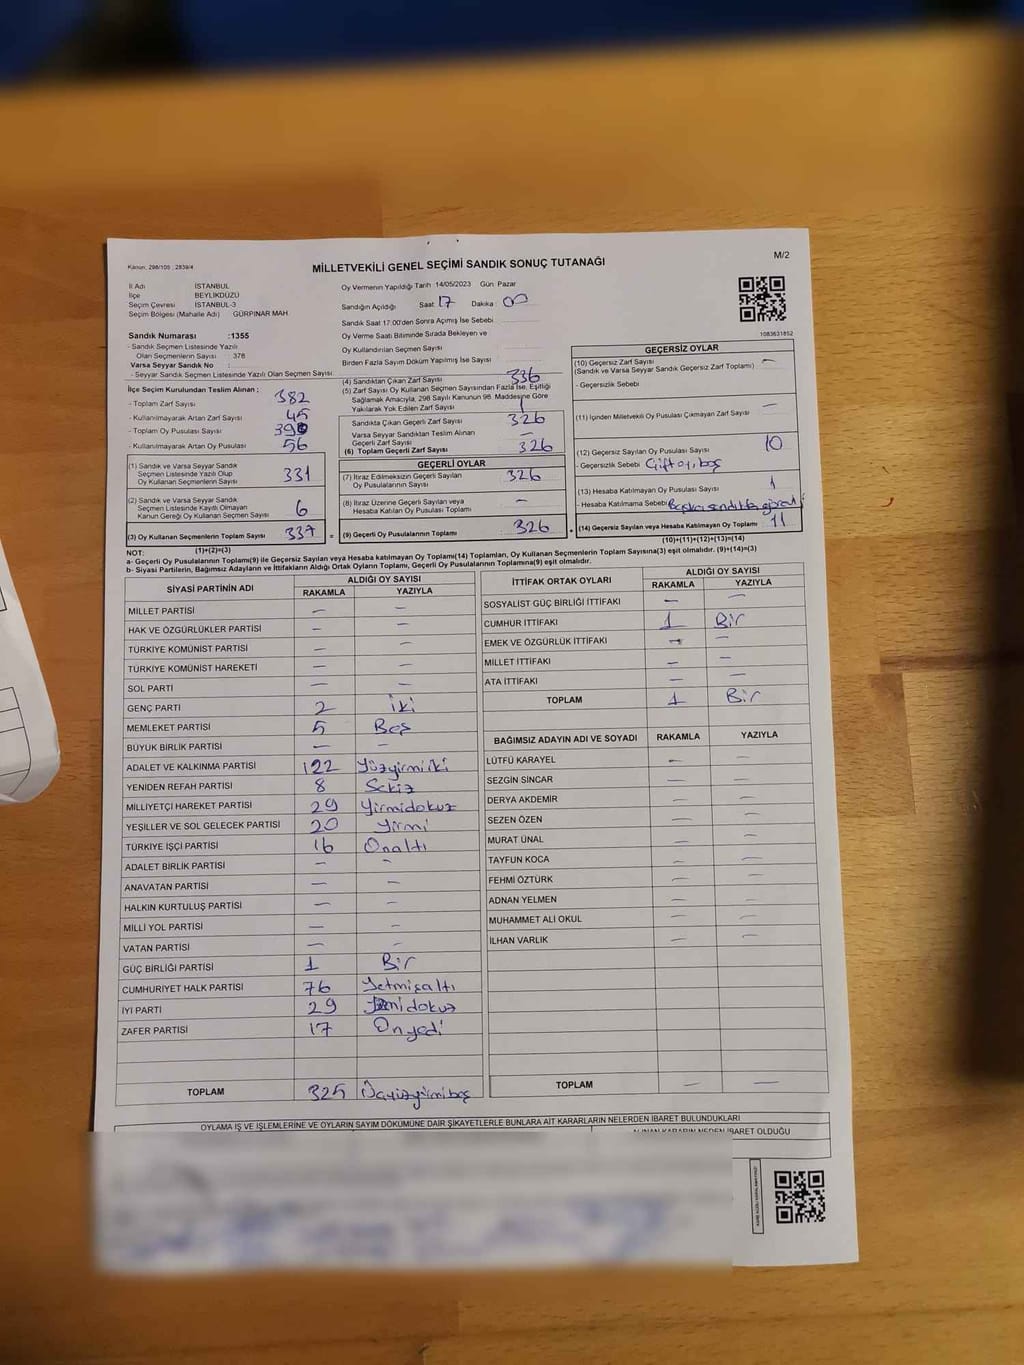 Kanun: 298/105 ; 2839/4
MİLLETVEKİLİ GENEL SEÇİMİ SANDIK SONUÇ TUTANAĞI
M/2
İl Adı İSTANBUL
İlçe BEYLİKDÜZÜ
Seçim Çevresi İSTANBUL-3
Seçim Bölgesi (Mahalle Adı) GÜRPINAR MAH.
Sandık Numarası :1355
- Sandık Seçmen Listesinde Yazılı
Olan Seçmenlerin Sayısı : 378
Varsa Seyyar Sandık No :
- Seyyar Sandık Seçmen Listesinde Yazılı Olan Seçmen Sayısı:
Oy Vermenin Yapıldığı Tarih 14/05/2023 Gün Pazar
Sandığın Açıldığı Saat 17 Dakika 00
Sandık Saat 17:00'den Sonra Açılmış İse Sebebi
Oy Verme Saati Bitiminde Sırada Bekleyen ve
Oy Kullandırılan Seçmen Sayısı
Birden Fazla Sayım Döküm Yapılmış İse Sayısı
1083631852
İlçe Seçim Kurulundan Teslim Alınan :
- Toplam Zarf Sayısı 382
- Kullanılmayarak Artan Zarf Sayısı 45
- Toplam Oy Pusulası Sayısı
- Kullanılmayarak Artan Oy Pusulası 56
(1) Sandık ve Varsa Seyyar Sandık
Seçmen Listesinde Yazılı Olup
Oy Kullanan Seçmenlerin Sayısı 331
(2) Sandık ve Varsa Seyyar Sandık
Seçmen Listesinde Kayıtlı Olmayan
Kanun Gereği Oy Kullanan Seçmen Sayısı 6
(3) Oy Kullanan Seçmenlerin Toplam Sayısı 337 =
(4) Sandıktan Çıkan Zarf Sayısı 336
(5) Zarf Sayısı Oy Kullanan Seçmen Sayısından Fazla İse, Eşitliği
Sağlamak Amacıyla, 298 Sayılı Kanunun 98. Maddesine Göre
Yakılarak Yok Edilen Zarf Sayısı
Sandıkta Çıkan Geçerli Zarf Sayısı 326
Varsa Seyyar Sandıktan Teslim Alınan
Geçerli Zarf Sayısı —
(6) Toplam Geçerli Zarf Sayısı 326
GEÇERLİ OYLAR
(7) İtiraz Edilmeksizin Geçerli Sayılan
Oy Pusulalarının Sayısı 326
(8) İtiraz Üzerine Geçerli Sayılan veya
Hesaba Katılan Oy Pusulası Toplamı —
(9) Geçerli Oy Pusulalarının Toplamı 326 +
GEÇERSİZ OYLAR
(10) Geçersiz Zarf Sayısı
(Sandık ve Varsa Seyyar Sandık Geçersiz Zarf Toplamı) —
- Geçersizlik Sebebi
(11) İçinden Milletvekili Oy Pusulası Çıkmayan Zarf Sayısı —
(12) Geçersiz Sayılan Oy Pusulası Sayısı 10
- Geçersizlik Sebebi Çift oy, boş
(13) Hesaba Katılmayan Oy Pusulası Sayısı 1
- Hesaba Katılmama Sebebi
(14) Geçersiz Sayılan veya Hesaba Katılmayan Oy Toplamı 11
NOT: (1)+(2)=(3) (10)+(11)+(12)+(13)=(14)
a- Geçerli Oy Pusulalarının Toplamı(9) ile Geçersiz Sayılan veya Hesaba katılmayan Oy Toplamı(14) Toplamları, Oy Kullanan Seçmenlerin Toplam Sayısına(3) eşit olmalıdır. (9)+(14)=(3)
b- Siyasi Partilerin, Bağımsız Adayların ve İttifakların Aldığı Ortak Oyların Toplamı, Geçerli Oy Pusulalarının Toplamına(9) eşit olmalıdır.
SİYASİ PARTİNİN ADI ALDIĞI OY SAYISI
RAKAMLA YAZIYLA
MİLLET PARTİSİ — —
HAK VE ÖZGÜRLÜKLER PARTİSİ — —
TÜRKİYE KOMÜNİST PARTİSİ — —
TÜRKİYE KOMÜNİST HAREKETİ — —
SOL PARTİ — —
GENÇ PARTİ 2 iki
MEMLEKET PARTİSİ 5 Beş
BÜYÜK BİRLİK PARTİSİ — —
ADALET VE KALKINMA PARTİSİ 122 Yüzyirmiiki
YENİDEN REFAH PARTİSİ 8 Sekiz
MİLLİYETÇİ HAREKET PARTİSİ 29 Yirmidokuz
YEŞİLLER VE SOL GELECEK PARTİSİ 20 Yirmi
TÜRKİYE İŞÇİ PARTİSİ 16 Onaltı
ADALET BİRLİK PARTİSİ — —
ANAVATAN PARTİSİ — —
HALKIN KURTULUŞ PARTİSİ — —
MİLLİ YOL PARTİSİ — —
VATAN PARTİSİ — —
GÜÇ BİRLİĞİ PARTİSİ 1 Bir
CUMHURİYET HALK PARTİSİ 76 Yetmişaltı
İYİ PARTİ 29
ZAFER PARTİSİ 17 Onyedi
TOPLAM 325 Üçyüzyirmibeş
İTTİFAK ORTAK OYLARI ALDIĞI OY SAYISI
RAKAMLA YAZIYLA
SOSYALİST GÜÇ BİRLİĞİ İTTİFAKI — —
CUMHUR İTTİFAKI 1 Bir
EMEK VE ÖZGÜRLÜK İTTİFAKI — —
MİLLET İTTİFAKI — —
ATA İTTİFAKI — —
TOPLAM 1 Bir
BAĞIMSIZ ADAYIN ADI VE SOYADI RAKAMLA YAZIYLA
LÜTFÜ KARAYEL — —
SEZGİN SİNCAR — —
DERYA AKDEMİR — —
SEZEN ÖZEN — —
MURAT ÜNAL — —
TAYFUN KOCA — —
FEHMİ ÖZTÜRK — —
ADNAN YELMEN — —
MUHAMMET ALİ OKUL — —
İLHAN VARLIK — —
TOPLAM — —
OYLAMA İŞ VE İŞLEMLERİNE VE OYLARIN SAYIM DÖKÜMÜNE DAİR ŞİKAYETLERLE BUNLARA AİT KARARLARIN NELERDEN İBARET BULUNDUKLARI
ALINAN KARARIN NEDEN İBARET OLDUĞU